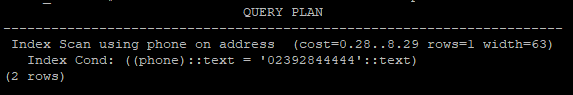 QUERY PLAN
--------------------------------------------------------------------
Index Scan using phone on address  (cost=0.28..8.29 rows=1 width=63)
  Index Cond: ((phone)::text = '02392844444'::text)
(2 rows)